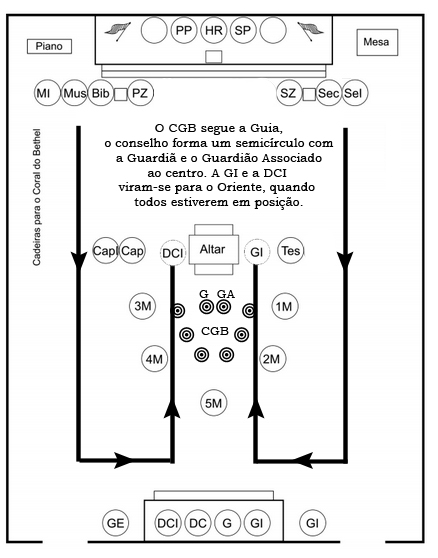 PP HR SP
Piano
Mesa
MI Mus Bib PZ
SZ Sec Sel
O CGB segue a Guia,
o conselho forma um semicírculo com
a Guardiã e o Guardião Associado
ao centro. A GI e a DCI
viram-se para o Oriente, quando
todos estiverem em posição.
Cadeiras para o Coral do Bethel
Capl Cap DCI Altar GI Tes
G GA
3M
1M
CGB
4M
2M
5M
GE DCI DC G GI GI